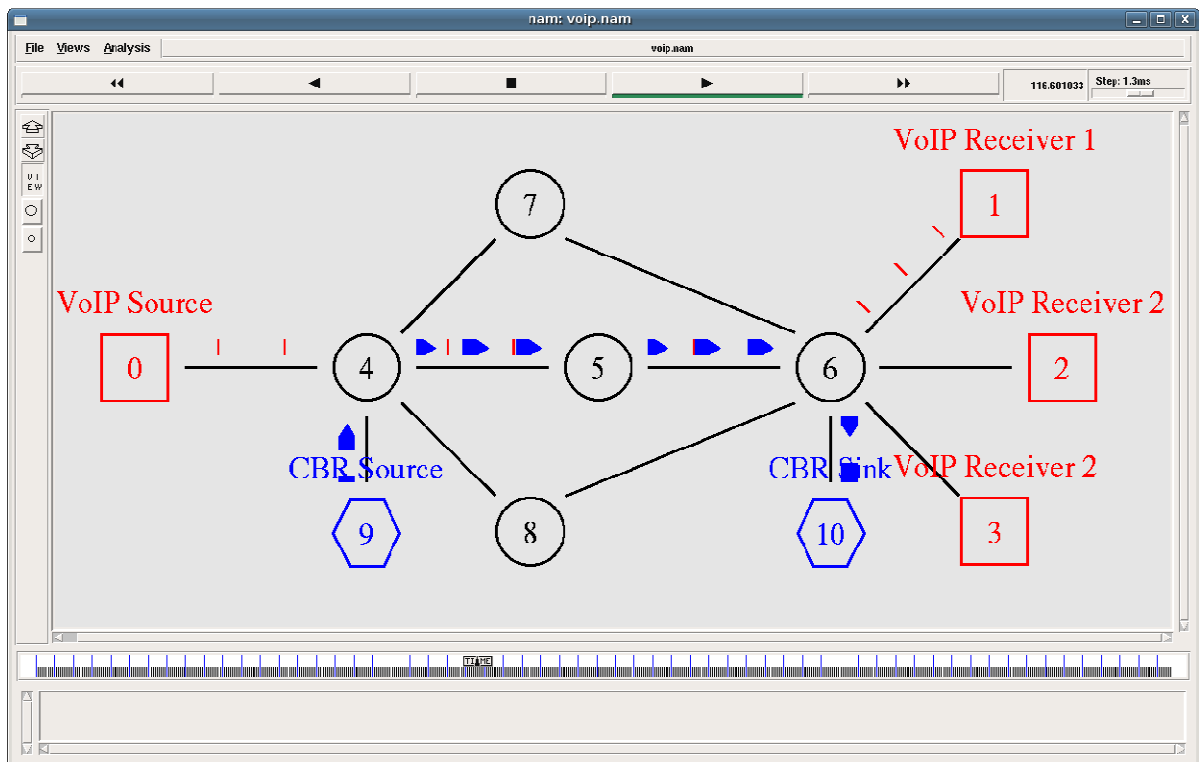 nam: voip.nam
File Views Analysis voip.nam
116.601033 Step: 1.3ms
VI
EW
VoIP Receiver 1
7
1
VoIP Source
VoIP Receiver 2
0
4
5
6
2
CBR Source
CBR Sink
VoIP Receiver 2
9
8
10
3
TIME